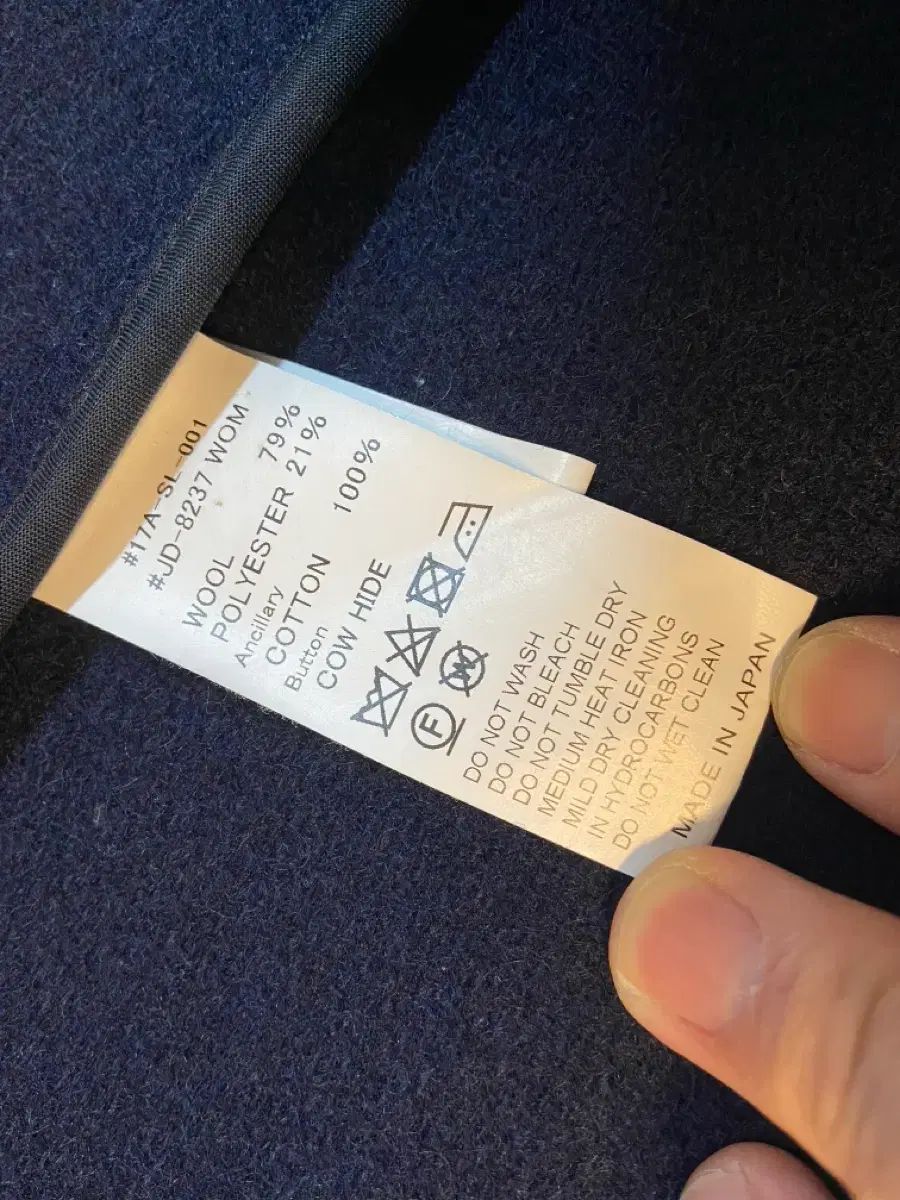 #17A-SL-001
#JD-8237 WOM
WOOL 79%
POLYESTER 21%
Ancillary
COTTON 100%
Button
COW HIDE
F W
DO NOT WASH
DO NOT BLEACH
DO NOT TUMBLE DRY
MEDIUM HEAT IRON
MILD DRY CLEANING
IN HYDROCARBONS
DO NOT WET CLEAN
MADE IN JAPAN